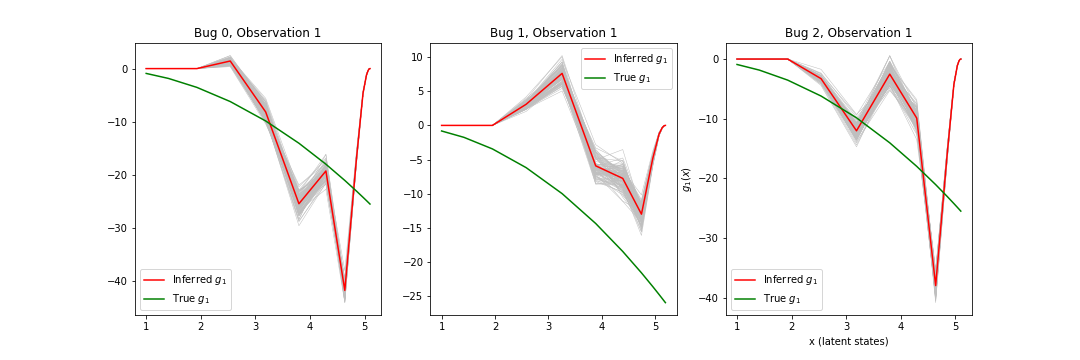 Bug 0, Observation 1
0
−10
−20
−30
−40
1 2 3 4 5
Inferred g₁
True g₁
Bug 1, Observation 1
10
5
0
−5
−10
−15
−20
−25
1 2 3 4 5
Inferred g₁
True g₁
Bug 2, Observation 1
g₁(x)
0
−10
−20
−30
−40
1 2 3 4 5
x (latent states)
Inferred g₁
True g₁